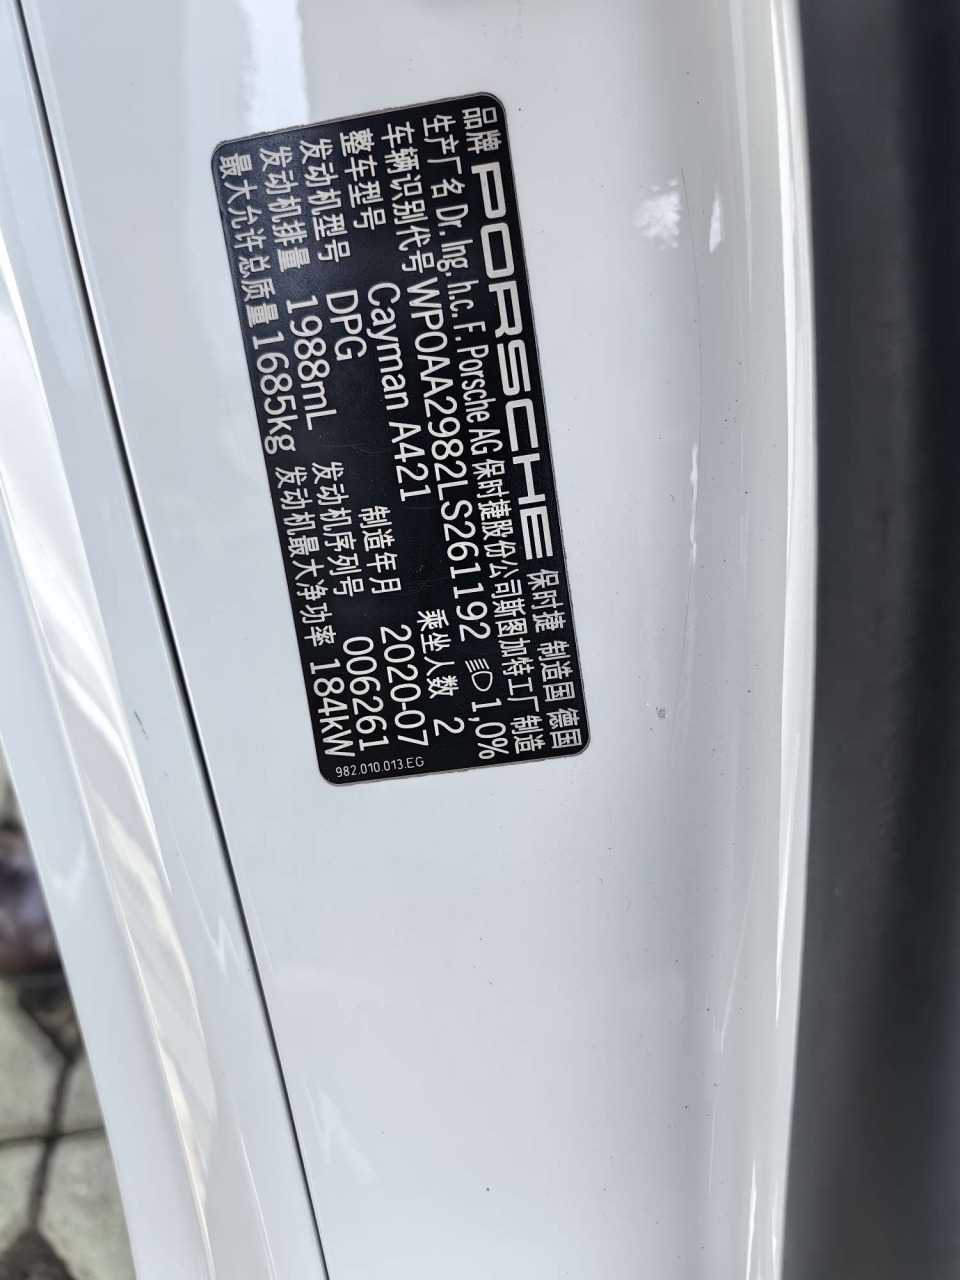 品牌 PORSCHE 保时捷 制造国 德国
生产厂名 Dr. Ing. h.c. F. Porsche AG 保时捷股份公司斯图加特工厂 制造
车辆识别代号 WP0AA2982LS261192 1,0%
整车型号 Cayman A421 乘坐人数 2
发动机型号 DPG 制造年月 2020-07
发动机排量 1988mL 发动机序列号 006261
最大允许总质量 1685kg 发动机最大净功率 184kW
982.010.013.EG